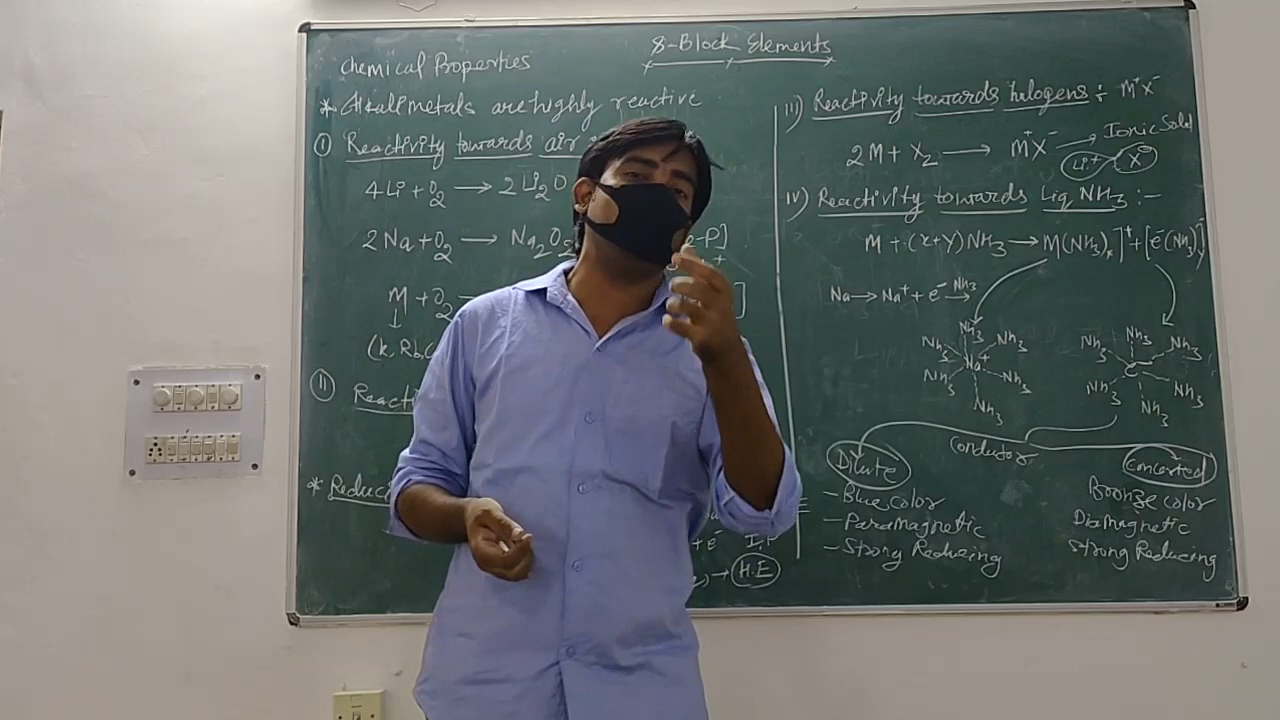 S-Block Elements
Chemical Properties
* Alkali metals are highly reactive
I) Reactivity towards air
4Li + O₂ → 2Li₂O
2Na + O₂ → Na₂O₂
e-P]
M + O₂
(K, Rb,
II) Reacti
* Reduci
+ e⁻ I.E
→ H.E
III) Reactivity towards halogens :- M⁺X⁻
2M + X₂ → M⁺X⁻ → Ionic Solid
Li⁺ X⁻
IV) Reactivity towards Liq NH₃ :-
M + (x+y)NH₃ → M(NH₃)ₓ]⁺ + [e⁻(NH₃)y]⁻
Na → Na⁺ + e⁻ NH₃→
NH₃ NH₃ NH₃ Na⁺ NH₃ NH₃ NH₃
NH₃ NH₃ NH₃ e⁻ NH₃ NH₃ NH₃
Conductor
Dilute
- Blue color
- Paramagnetic
- Strong Reducing
Bronze color
Diamagnetic
Strong Reducing